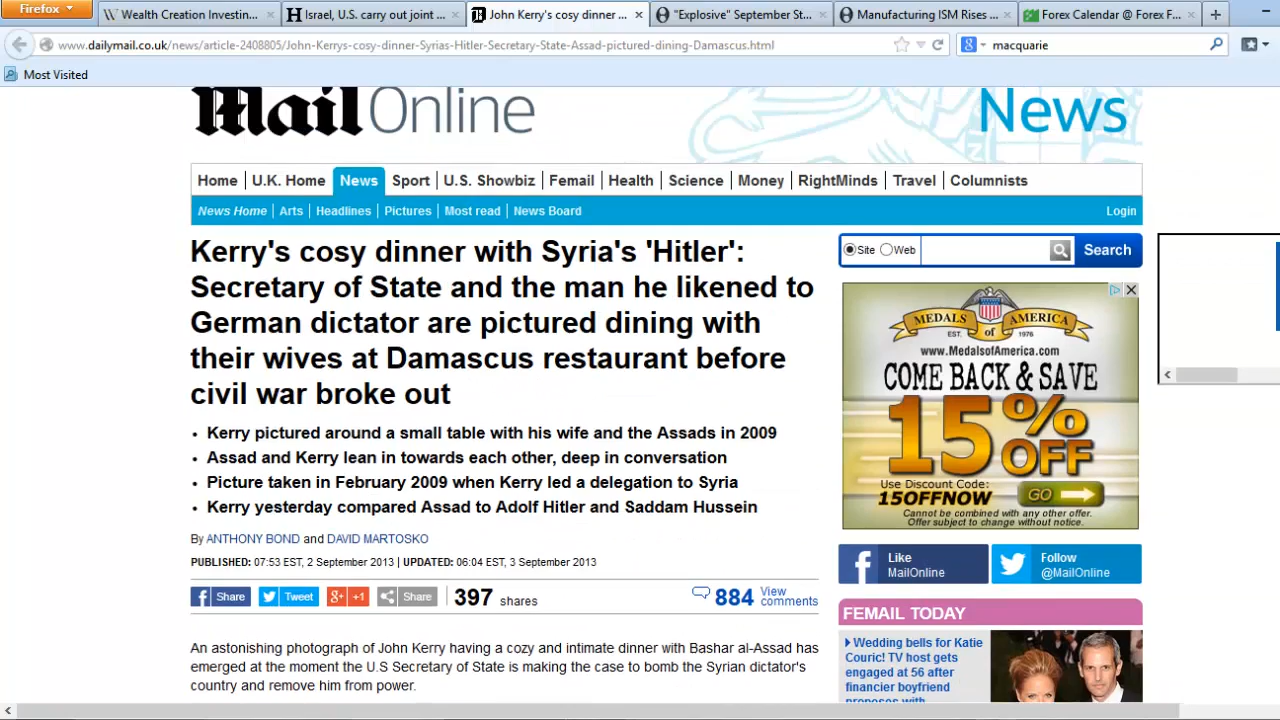 Firefox
Wealth Creation Investin...
Israel, U.S. carry out joint ...
John Kerry's cosy dinner ...
"Explosive" September St...
Manufacturing ISM Rises ...
Forex Calendar @ Forex F...
www.dailymail.co.uk/news/article-2408805/John-Kerrys-cosy-dinner-Syrias-Hitler-Secretary-State-Assad-pictured-dining-Damascus.html
macquarie
Most Visited
Mail Online
News
Home
U.K. Home
News
Sport
U.S. Showbiz
Femail
Health
Science
Money
RightMinds
Travel
Columnists
News Home
Arts
Headlines
Pictures
Most read
News Board
Login
Kerry's cosy dinner with Syria's 'Hitler':
Secretary of State and the man he likened to
German dictator are pictured dining with
their wives at Damascus restaurant before
civil war broke out
• Kerry pictured around a small table with his wife and the Assads in 2009
• Assad and Kerry lean in towards each other, deep in conversation
• Picture taken in February 2009 when Kerry led a delegation to Syria
• Kerry yesterday compared Assad to Adolf Hitler and Saddam Hussein
By ANTHONY BOND and DAVID MARTOSKO
PUBLISHED: 07:53 EST, 2 September 2013 | UPDATED: 06:04 EST, 3 September 2013
Share
Tweet
+1
Share
397 shares
884 View comments
An astonishing photograph of John Kerry having a cozy and intimate dinner with Bashar al-Assad has
emerged at the moment the U.S Secretary of State is making the case to bomb the Syrian dictator's
country and remove him from power.
Site
Web
Search
MEDALS
of
AMERICA
EST. 1976
www.MedalsofAmerica.com
COME BACK & SAVE
15% OFF
Use Discount Code:
15OFFNOW
GO
Cannot be combined with any other offer.
Offer subject to change without notice.
Like
MailOnline
Follow
@MailOnline
FEMAIL TODAY
Wedding bells for Katie
Couric! TV host gets
engaged at 56 after
financier boyfriend
proposes with